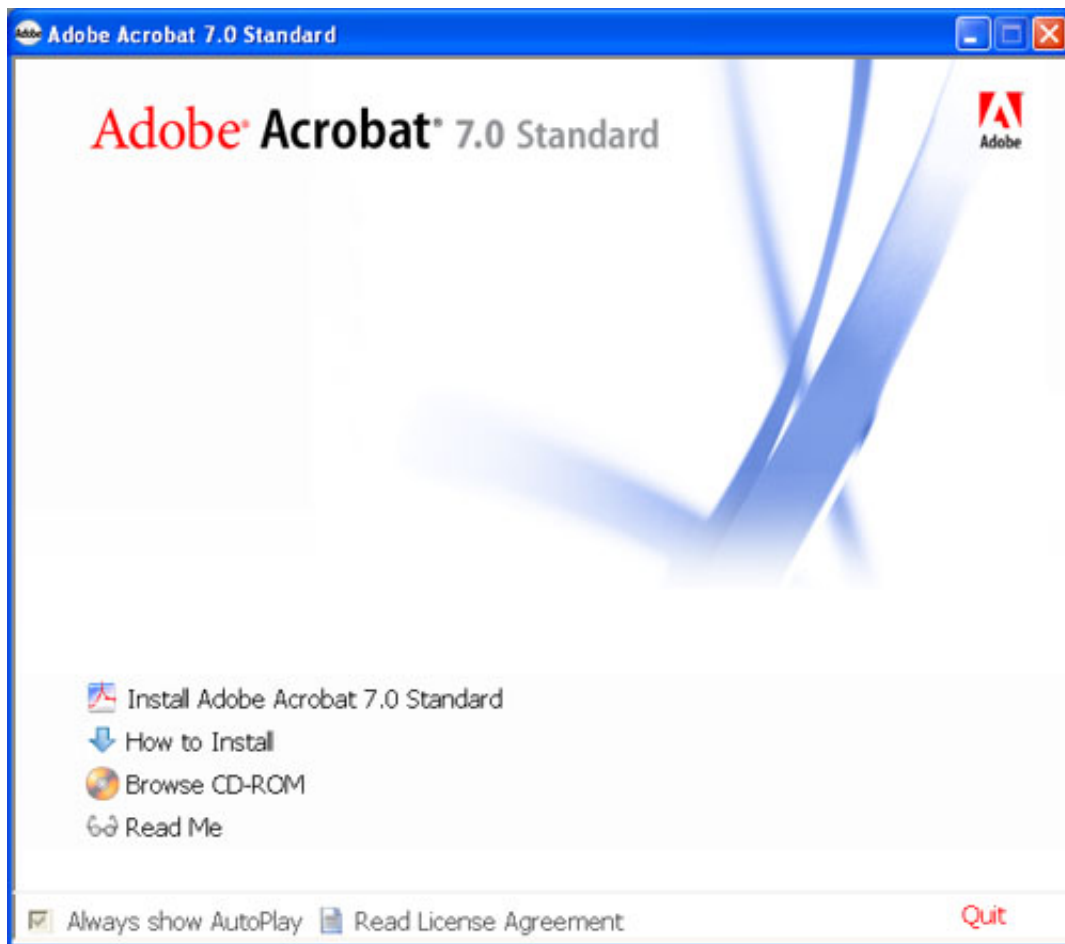 Adobe Adobe Acrobat 7.0 Standard
Adobe® Acrobat® 7.0 Standard
Adobe
Install Adobe Acrobat 7.0 Standard
How to Install
Browse CD-ROM
Read Me
Always show AutoPlay Read License Agreement Quit